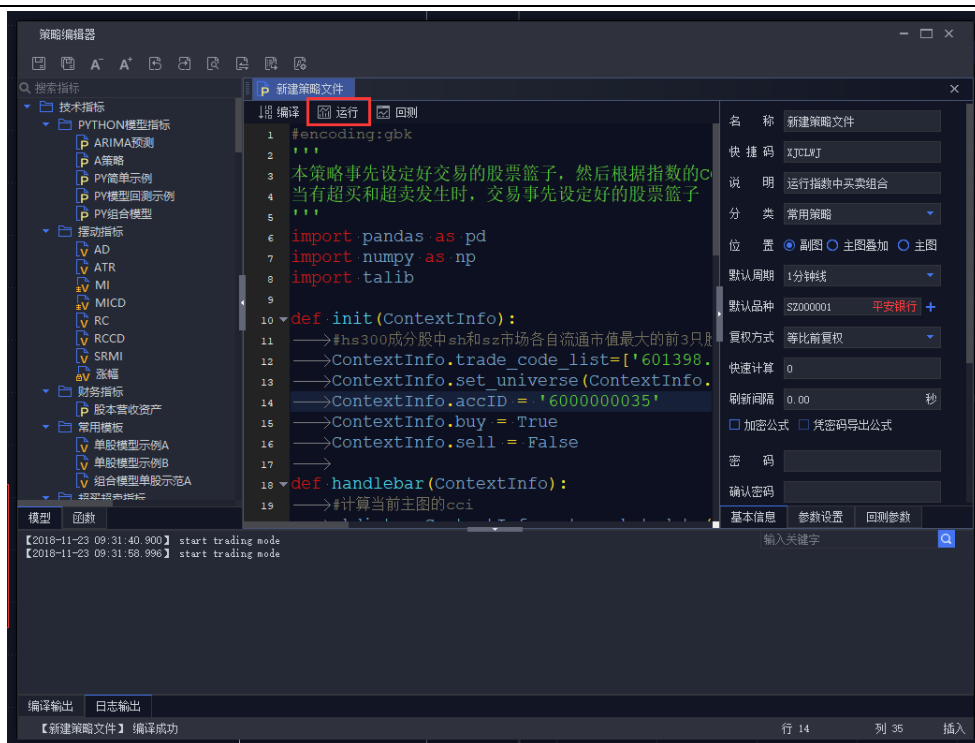 策略编辑器
搜索指标
技术指标
PYTHON模型指标
ARIMA预测
A策略
PY简单示例
PY模型回测示例
PY组合模型
摆动指标
AD
ATR
MI
MICD
RC
RCCD
SRMI
涨幅
财务指标
股本营收资产
常用模板
单股模型示例A
单股模型示例B
组合模型单股示范A
超买超卖指标
模型 函数
新建策略文件
编译 运行 回测
1 #encoding:gbk
2 '''
3 本策略事先设定好交易的股票篮子，然后根据指数的C
4 当有超买和超卖发生时，交易事先设定好的股票篮子
5 '''
6 import pandas as pd
7 import numpy as np
8 import talib
9
10 def init(ContextInfo):
11 #hs300成分股中sh和sz市场各自流通市值最大的前3只股
12 ContextInfo.trade_code_list=['601398.
13 ContextInfo.set_universe(ContextInfo.
14 ContextInfo.accID = '6000000035'
15 ContextInfo.buy = True
16 ContextInfo.sell = False
17
18 def handlebar(ContextInfo):
19 #计算当前主图的cci
名 称 新建策略文件
快 捷 码 XJCLWJ
说 明 运行指数中买卖组合
分 类 常用策略
位 置 副图 主图叠加 主图
默认周期 1分钟线
默认品种 SZ000001 平安银行 +
复权方式 等比前复权
快速计算 0
刷新间隔 0.00 秒
加密公式 凭密码导出公式
密 码
确认密码
基本信息 参数设置 回测参数
【2018-11-23 09:31:40.900】 start trading mode
【2018-11-23 09:31:58.996】 start trading mode
输入关键字
编译输出 日志输出
【新建策略文件】编译成功
行 14 列 35 插入